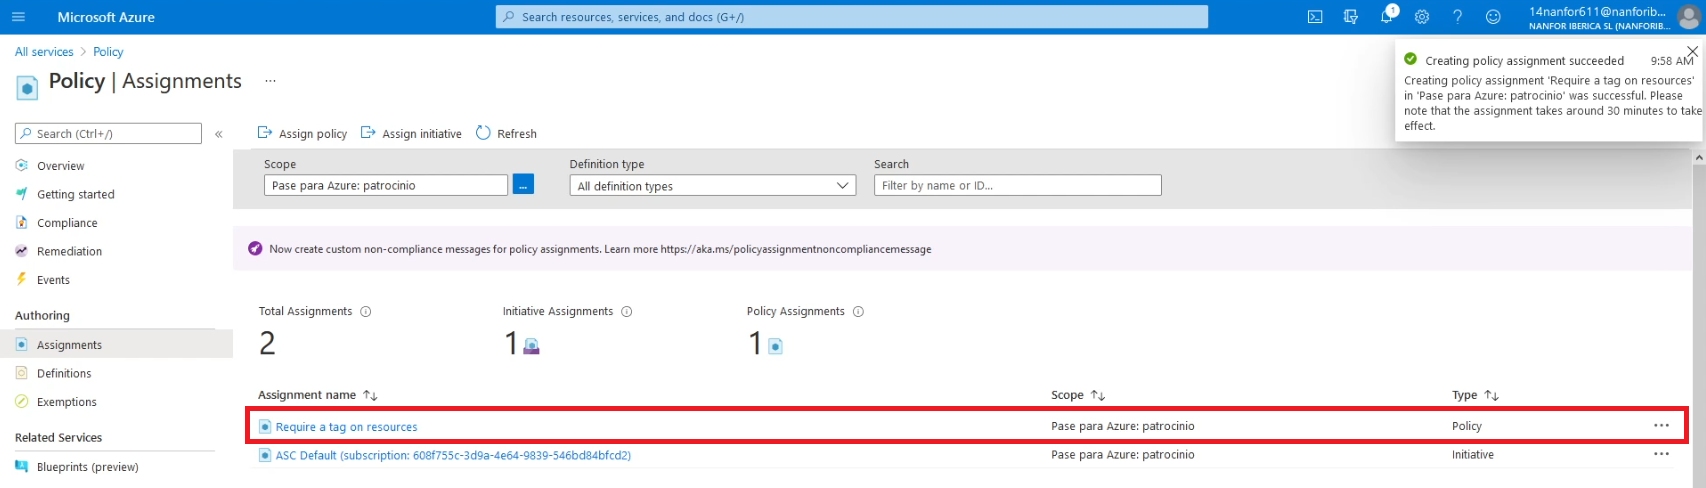 Microsoft Azure
Search resources, services, and docs (G+/)
1
14nanfor611@nanforib...
NANFOR IBERICA SL (NANFORIB...
All services > Policy
Policy | Assignments ...
Creating policy assignment succeeded 9:58 AM
Creating policy assignment 'Require a tag on resources'
in 'Pase para Azure: patrocinio' was successful. Please
note that the assignment takes around 30 minutes to take
effect.
Search (Ctrl+/) «
Assign policy Assign initiative Refresh
Overview
Getting started
Compliance
Remediation
Events
Authoring
Assignments
Definitions
Exemptions
Related Services
Blueprints (preview)
Scope Definition type Search
Pase para Azure: patrocinio ... All definition types Filter by name or ID...
Now create custom non-compliance messages for policy assignments. Learn more https://aka.ms/policyassignmentnoncompliancemessage
Total Assignments Initiative Assignments Policy Assignments
2 1 1
Assignment name ↑↓ Scope ↑↓ Type ↑↓
Require a tag on resources Pase para Azure: patrocinio Policy ...
ASC Default (subscription: 608f755c-3d9a-4e64-9839-546bd84bfcd2) Pase para Azure: patrocinio Initiative ...